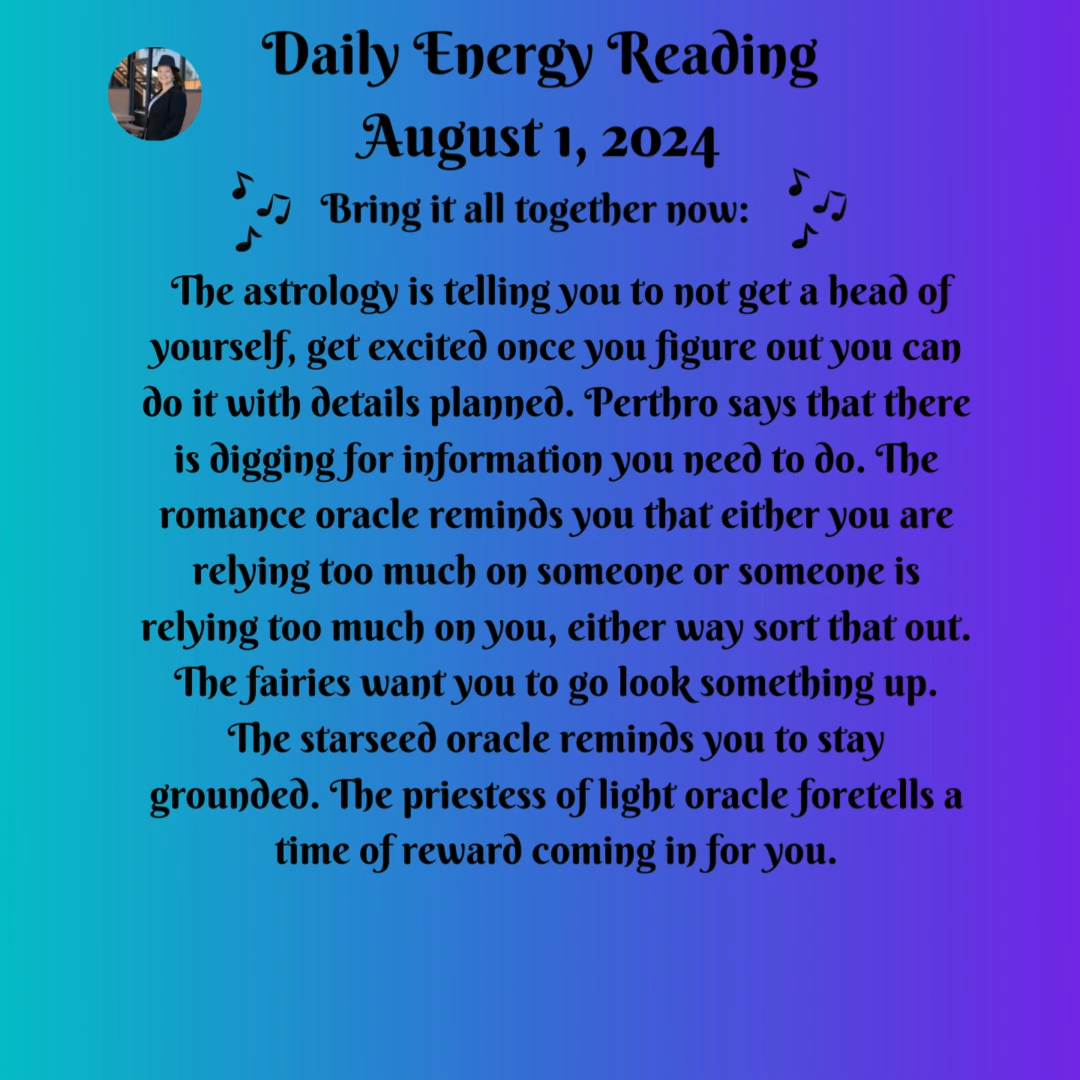 Daily Energy Reading
August 1, 2024
Bring it all together now:
The astrology is telling you to not get a head of
yourself, get excited once you figure out you can
do it with details planned. Perthro says that there
is digging for information you need to do. The
romance oracle reminds you that either you are
relying too much on someone or someone is
relying too much on you, either way sort that out.
The fairies want you to go look something up.
The starseed oracle reminds you to stay
grounded. The priestess of light oracle foretells a
time of reward coming in for you.